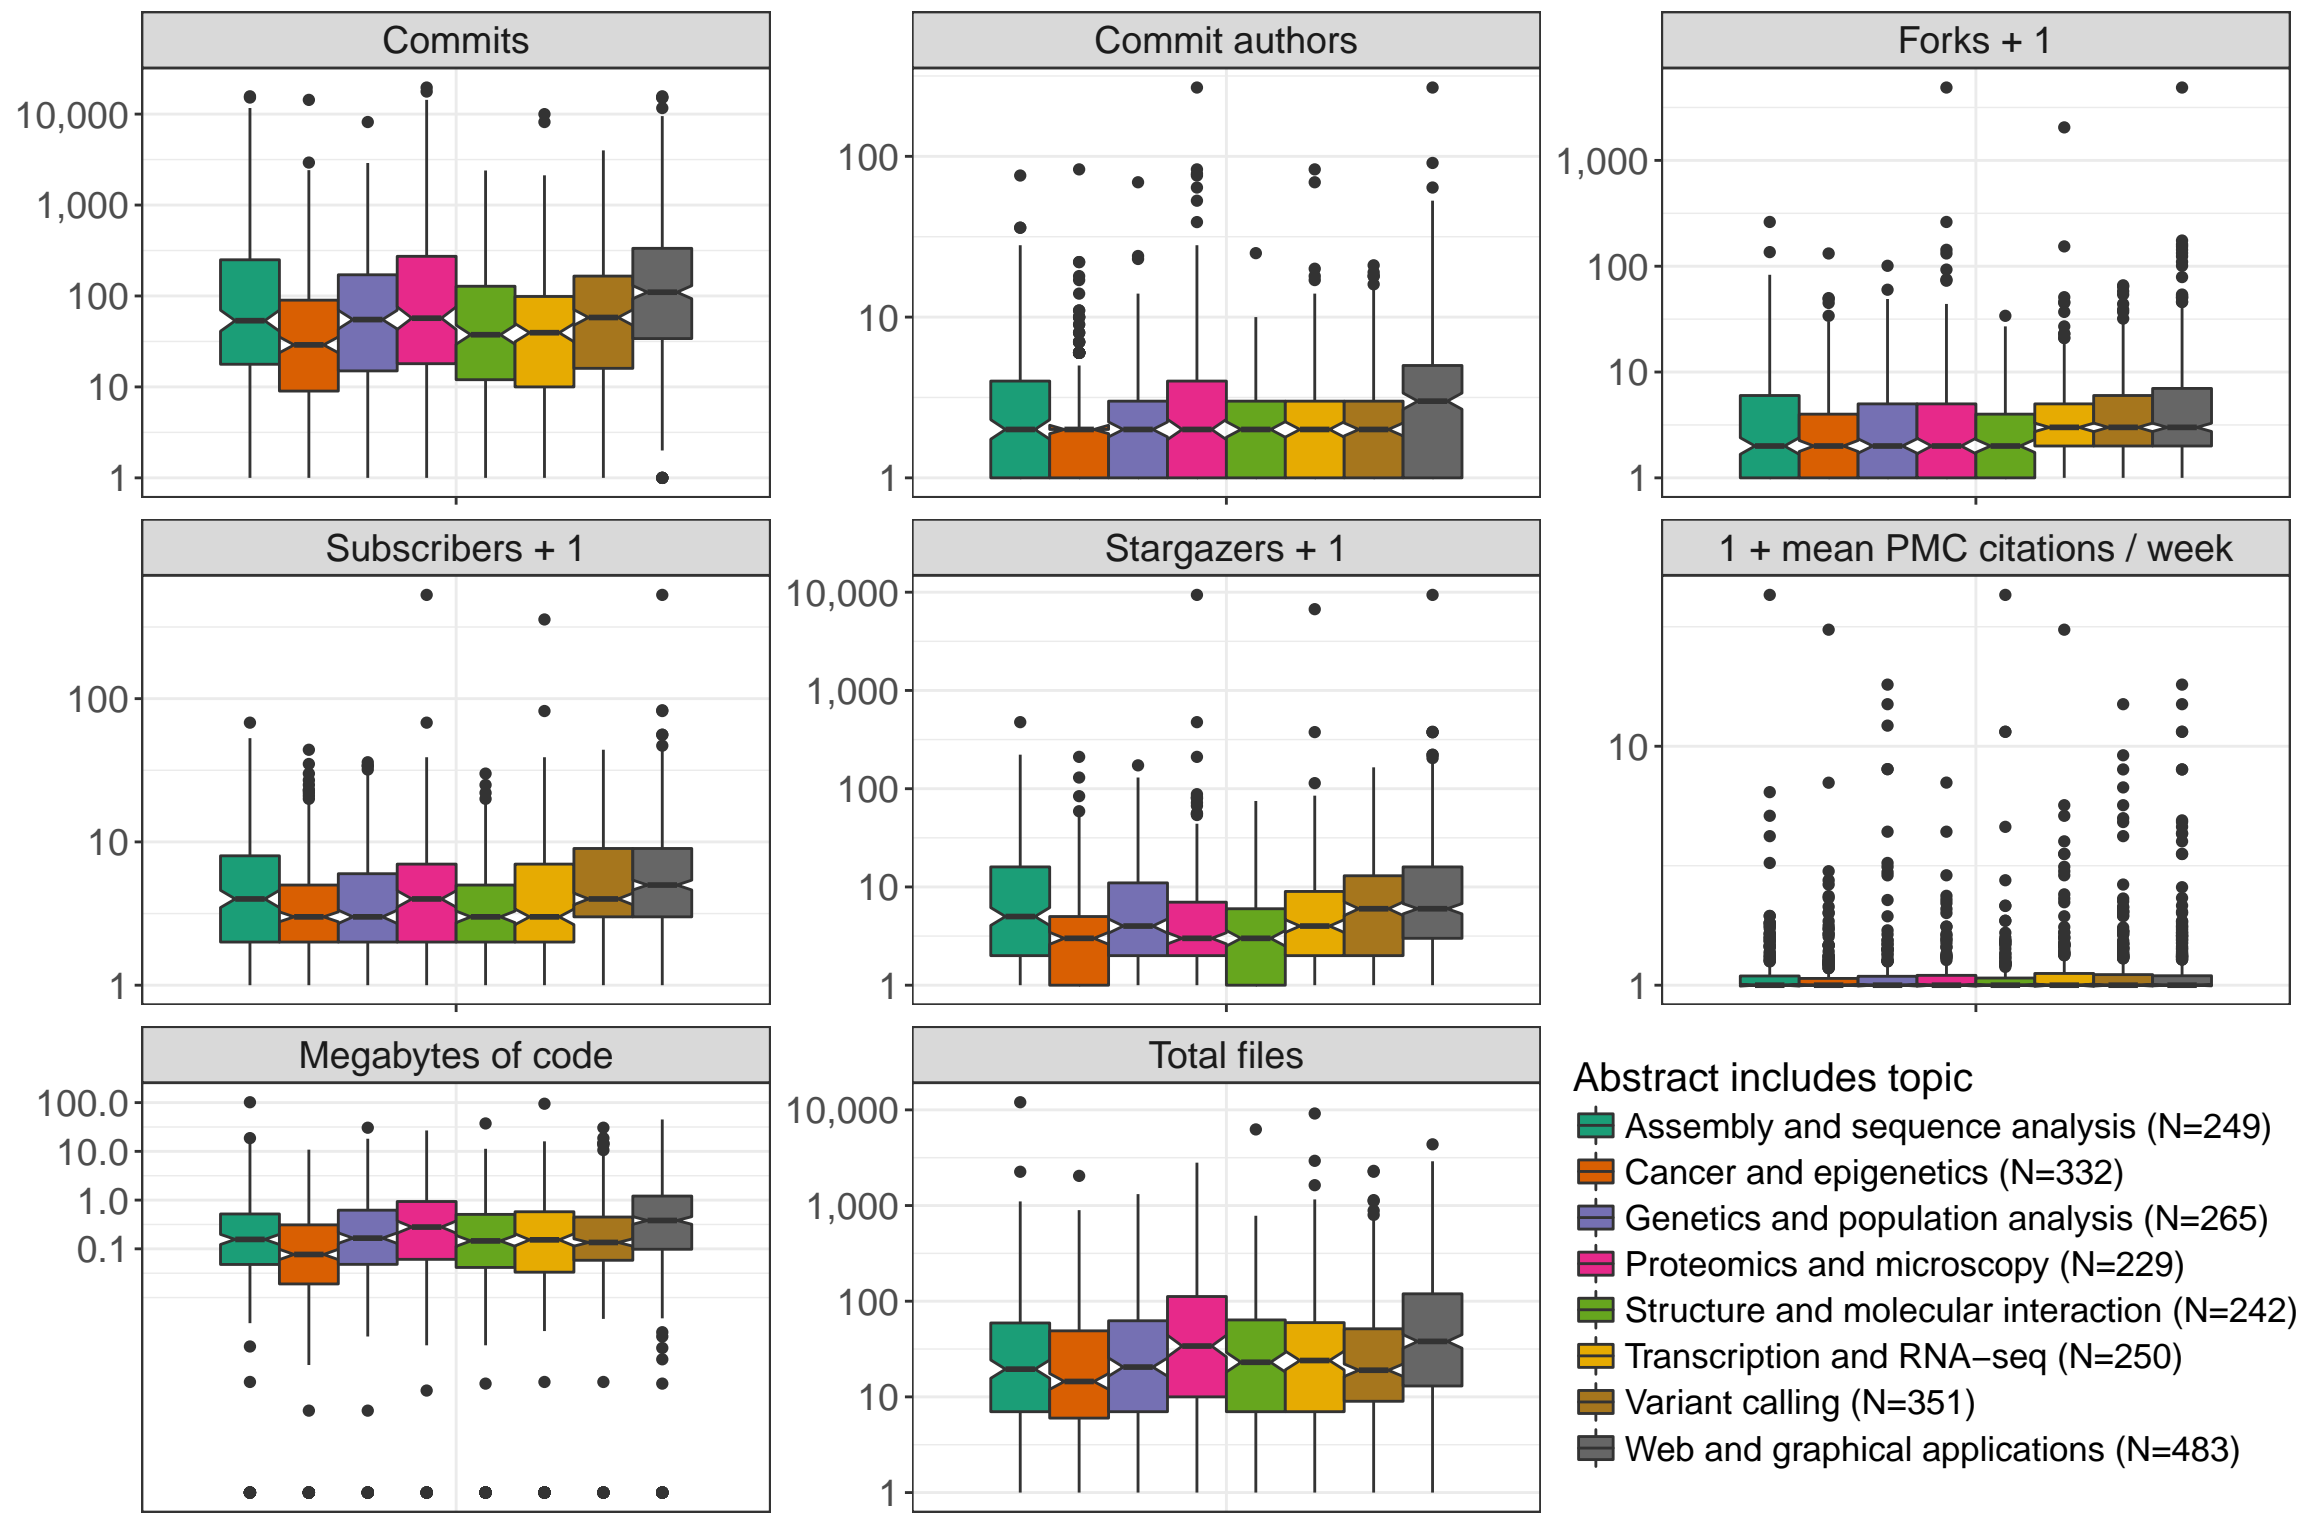 Commits
Commit authors
Forks + 1
10,000
1,000
100
10
1
100
10
1
1,000
100
10
1
Subscribers + 1
Stargazers + 1
1 + mean PMC citations / week
100
10
1
10,000
1,000
100
10
1
10
1
Megabytes of code
Total files
100.0
10.0
1.0
0.1
10,000
1,000
100
10
1
Abstract includes topic
Assembly and sequence analysis (N=249)
Cancer and epigenetics (N=332)
Genetics and population analysis (N=265)
Proteomics and microscopy (N=229)
Structure and molecular interaction (N=242)
Transcription and RNA−seq (N=250)
Variant calling (N=351)
Web and graphical applications (N=483)